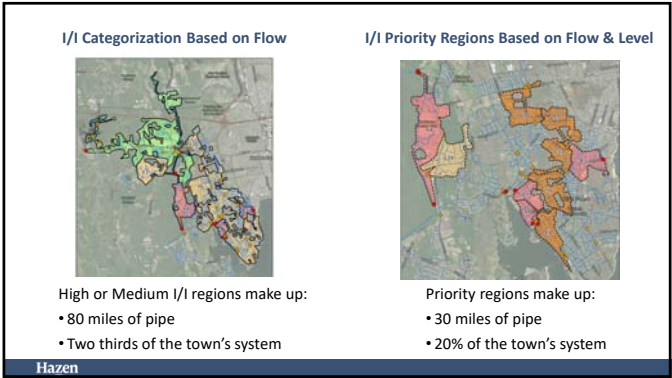 I/I Categorization Based on Flow
I/I Priority Regions Based on Flow & Level
High or Medium I/I regions make up:
• 80 miles of pipe
• Two thirds of the town's system
Priority regions make up:
• 30 miles of pipe
• 20% of the town's system
Hazen